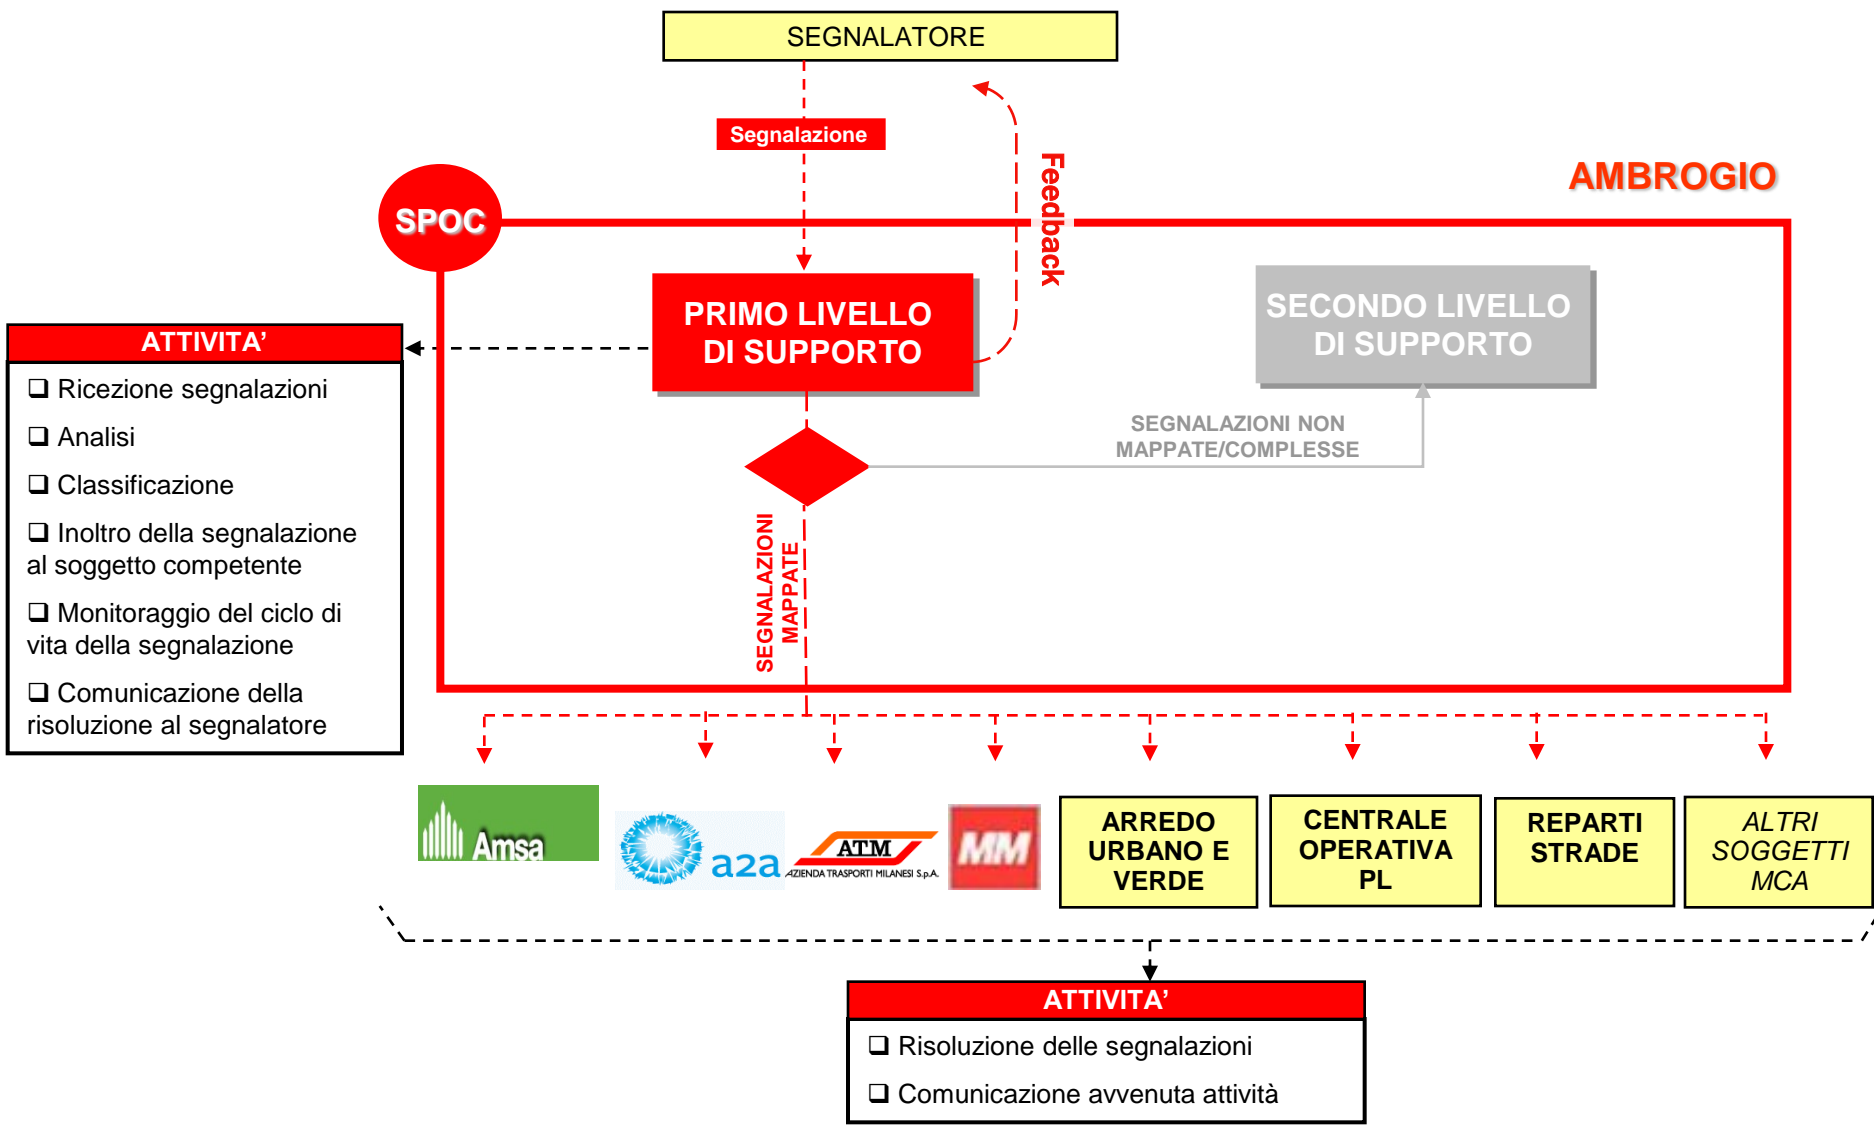 SEGNALATORE
Segnalazione
Feedback
AMBROGIO
SPOC
PRIMO LIVELLO
DI SUPPORTO
SECONDO LIVELLO
DI SUPPORTO
ATTIVITA’
❑ Ricezione segnalazioni
❑ Analisi
❑ Classificazione
❑ Inoltro della segnalazione
al soggetto competente
❑ Monitoraggio del ciclo di
vita della segnalazione
❑ Comunicazione della
risoluzione al segnalatore
SEGNALAZIONI NON
MAPPATE/COMPLESSE
SEGNALAZIONI
MAPPATE
Amsa
a2a
ATM
AZIENDA TRASPORTI MILANESI S.p.A.
MM
ARREDO
URBANO E
VERDE
CENTRALE
OPERATIVA
PL
REPARTI
STRADE
ALTRI
SOGGETTI
MCA
ATTIVITA’
❑ Risoluzione delle segnalazioni
❑ Comunicazione avvenuta attività